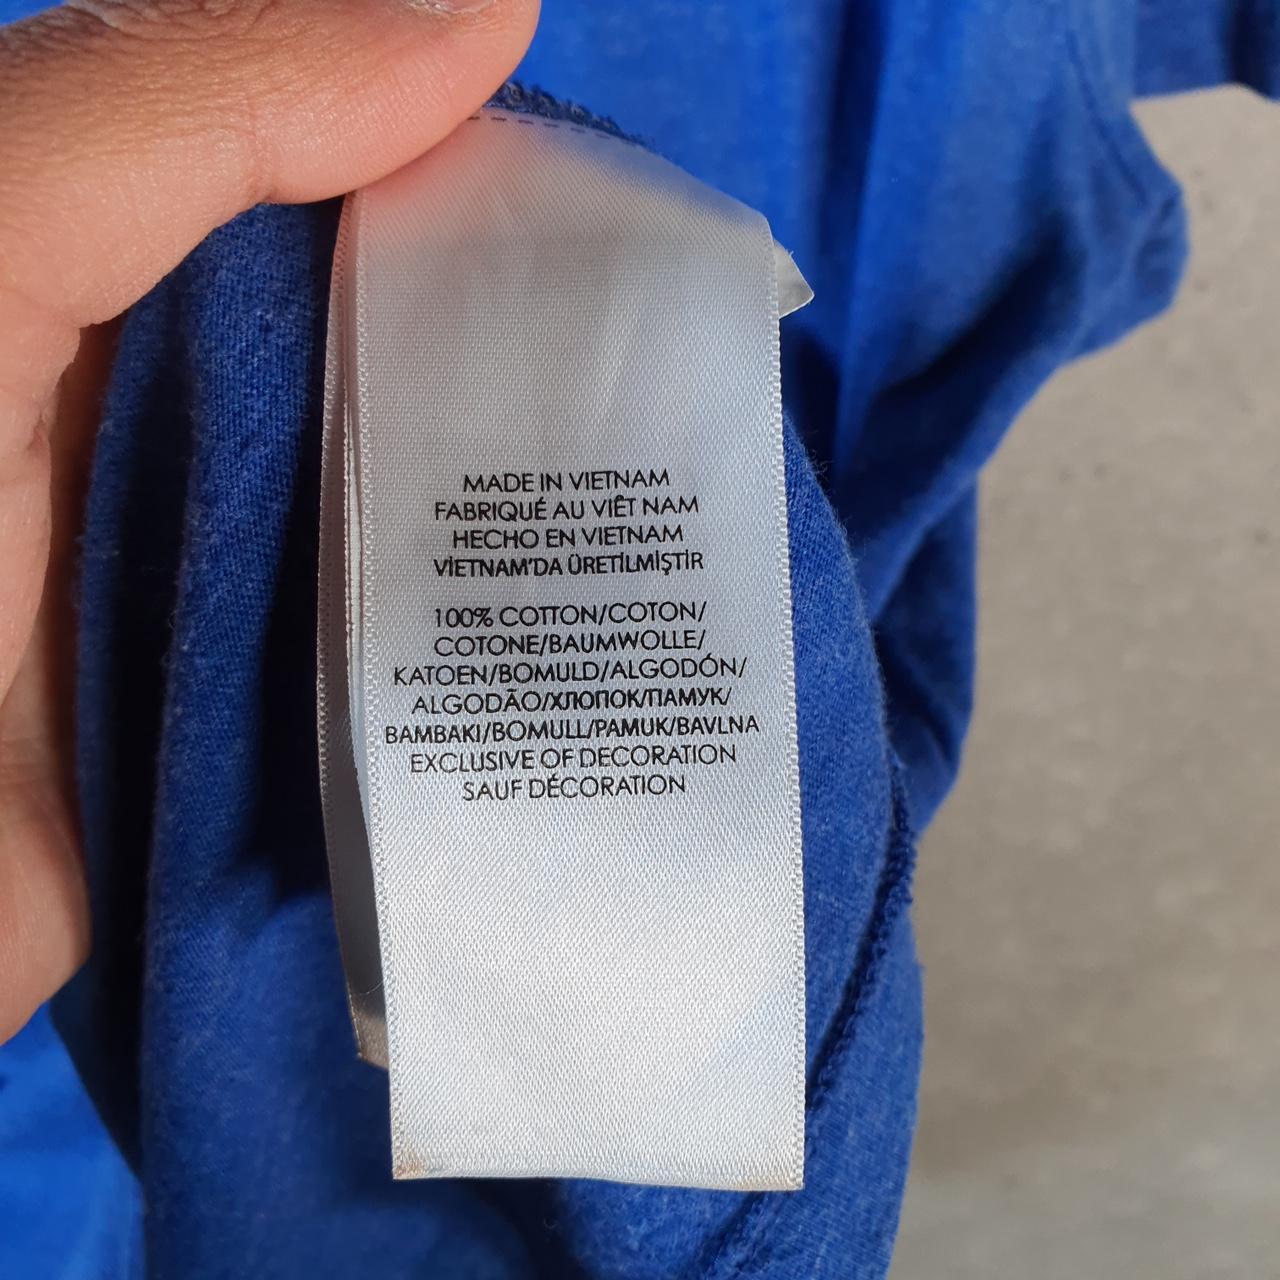 MADE IN VIETNAM
FABRIQUÉ AU VIÊT NAM
HECHO EN VIETNAM
VİETNAM'DA ÜRETİLMİŞTİR
100% COTTON/COTON/
COTONE/BAUMWOLLE/
KATOEN/BOMULD/ALGODÓN/
ALGODÃO/ХЛОПОК/ПАМУК/
BAMBAKI/BOMULL/PAMUK/BAVLNA
EXCLUSIVE OF DECORATION
SAUF DÉCORATION